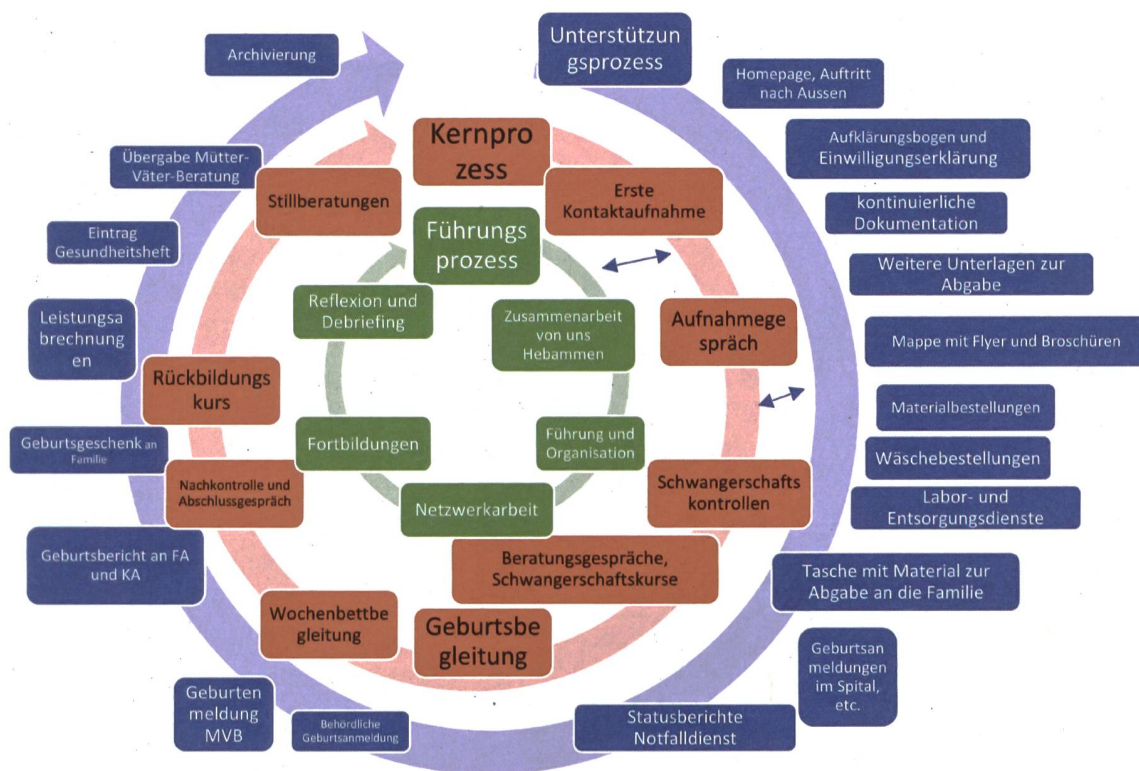 Unterstützun
gsprozess
Homepage, Auftritt
nach Aussen
Aufklärungsbogen und
Einwilligungserklärung
kontinuierliche
Dokumentation
Weitere Unterlagen zur
Abgabe
Mappe mit Flyer und Broschüren
Materialbestellungen
Wäschebestellungen
Labor- und
Entsorgungsdienste
Tasche mit Material zur
Abgabe an die Familie
Geburtsan
meldungen
im Spital,
etc.
Statusberichte
Notfalldienst
Behördliche
Geburtsanmeldung
Geburten
meldung
MVB
Geburtsbericht an FA
und KA
Geburtsgeschenk an
Familie
Leistungsa
brechnung
en
Eintrag
Gesundheitsheft
Übergabe Mütter-
Väter-Beratung
Archivierung
Kernpro
zess
Erste
Kontaktaufnahme
Aufnahmege
spräch
Schwangerschafts
kontrollen
Beratungsgespräche,
Schwangerschaftskurse
Geburtsbe
gleitung
Wochenbettbe
gleitung
Nachkontrolle und
Abschlussgespräch
Rückbildungs
kurs
Stillberatungen
Führungs
prozess
Zusammenarbeit
von uns
Hebammen
Führung und
Organisation
Netzwerkarbeit
Fortbildungen
Reflexion und
Debriefing